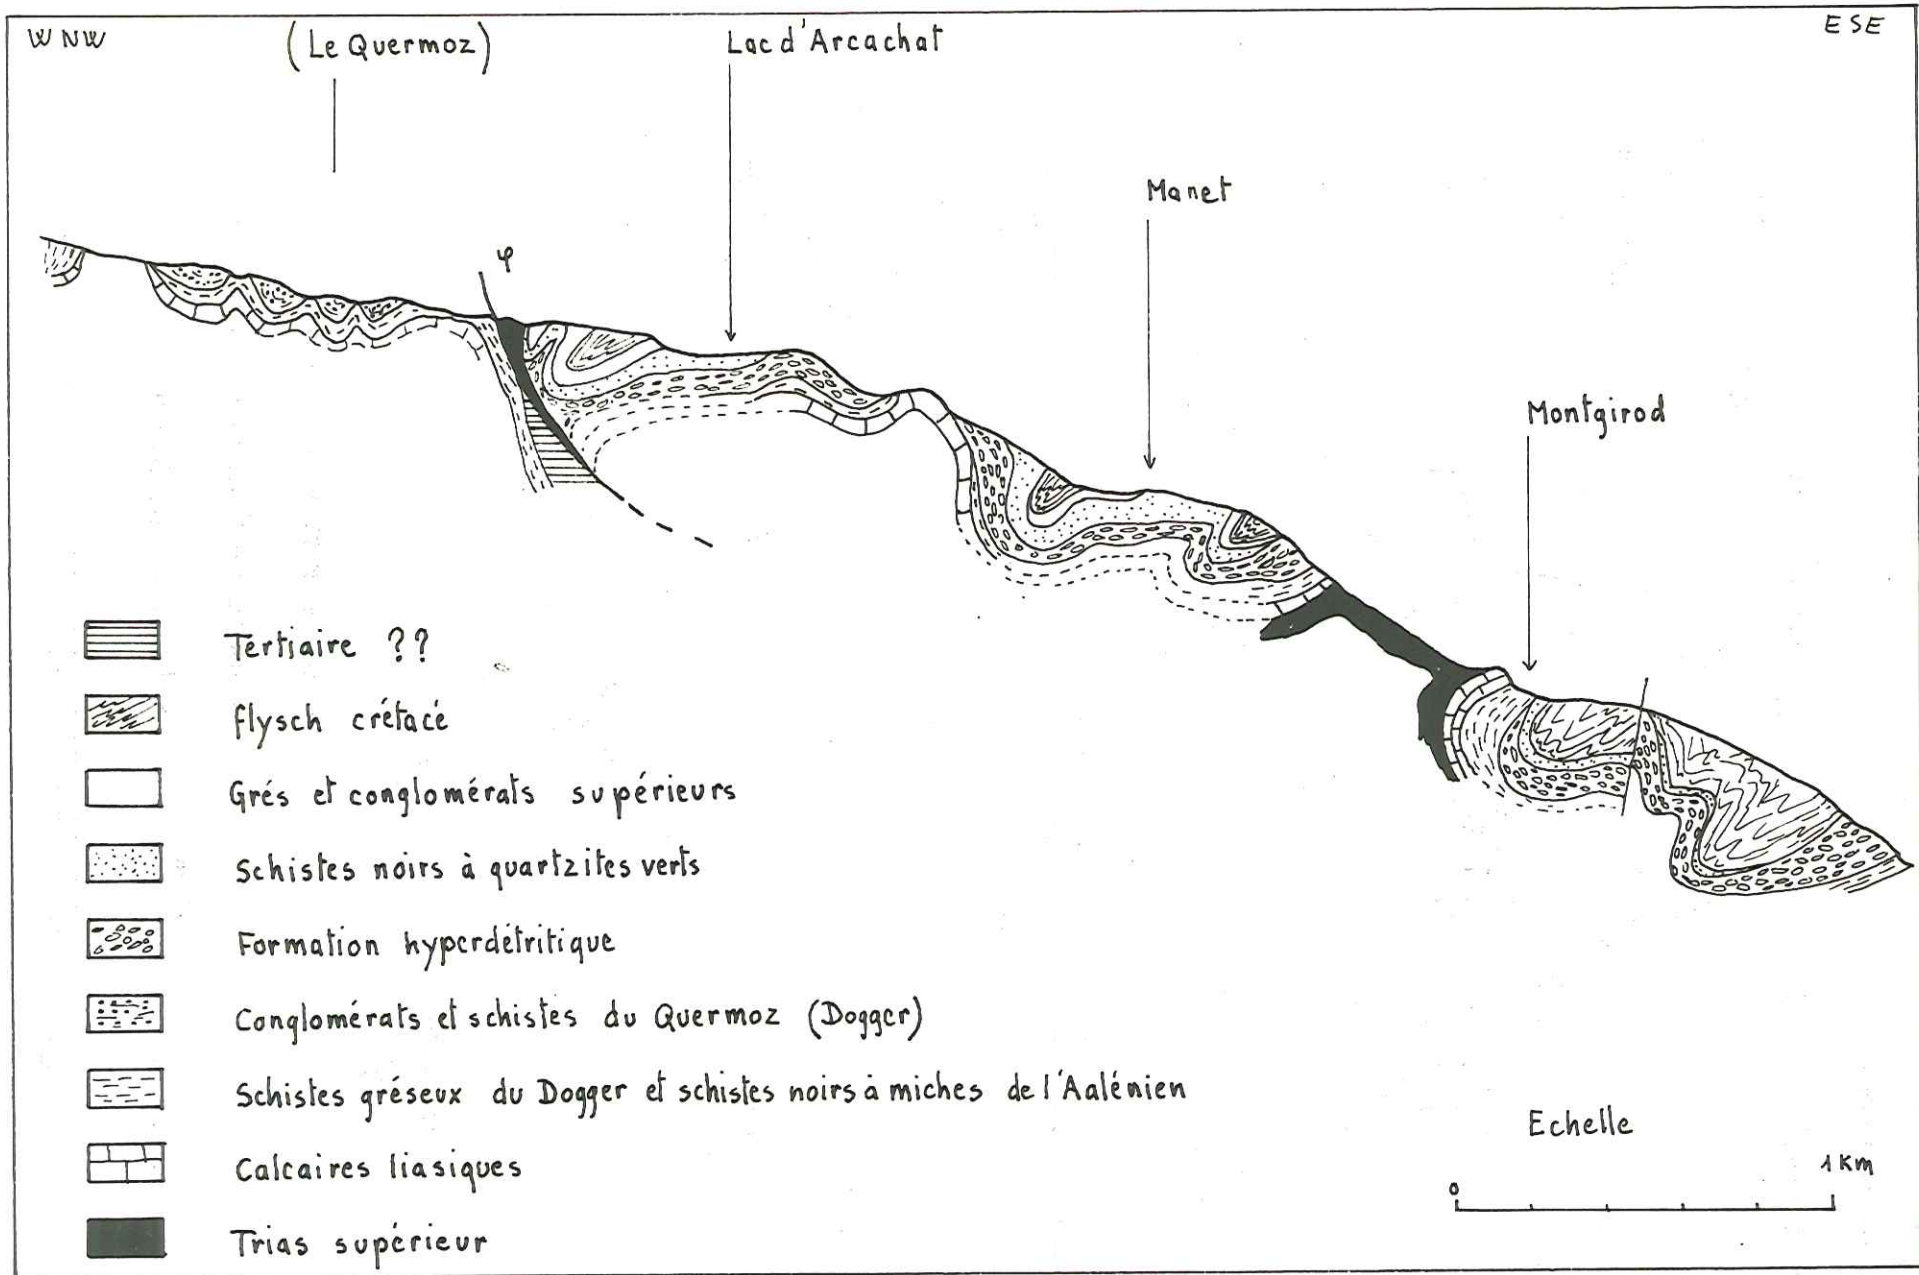 W NW
(Le Quermoz)
Lac d'Arcachat
E SE
Manet
φ
Montgirod
Tertiaire ??
flysch crétacé
Grés et conglomérats supérieurs
Schistes noirs à quartzites verts
Formation hyperdétritique
Conglomérats et schistes du Quermoz (Dogger)
Schistes gréseux du Dogger et schistes noirs à miches de l'Aalénien
Calcaires liasiques
Trias supérieur
Echelle
0 1 Km